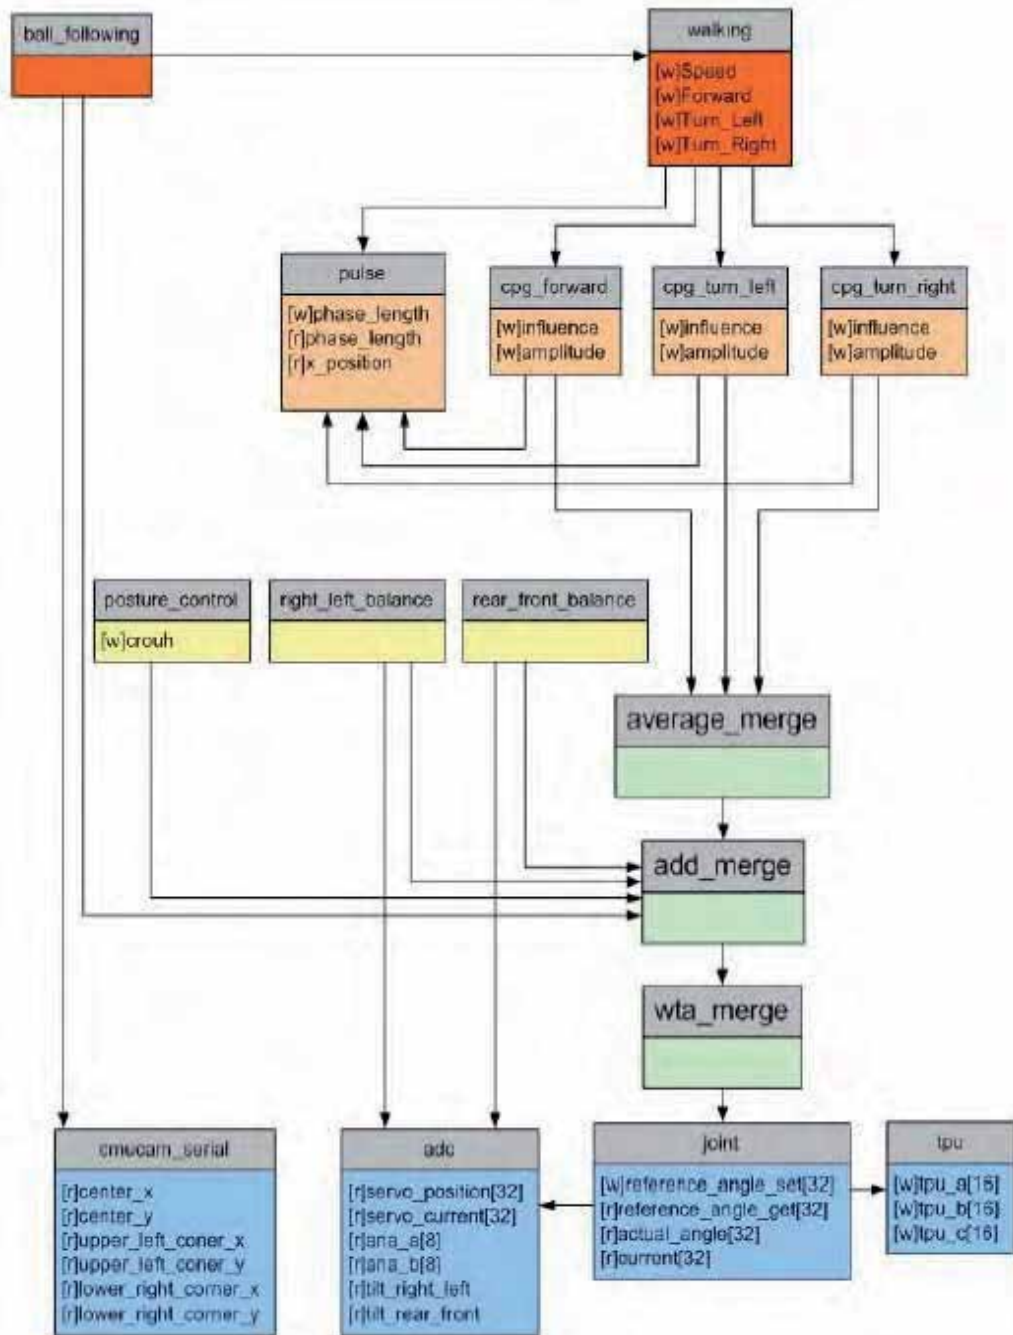 ball_following
walking
[w]Speed
[w]Forward
[w]Turn_Left
[w]Turn_Right
pulse
[w]phase_length
[r]phase_length
[r]x_position
cpg_forward
[w]influence
[w]amplitude
cpg_turn_left
[w]influence
[w]amplitude
cpg_turn_right
[w]influence
[w]amplitude
posture_control
[w]crouh
right_left_balance
rear_front_balance
average_merge
add_merge
wta_merge
cmucam_serial
[r]center_x
[r]center_y
[r]upper_left_coner_x
[r]upper_left_coner_y
[r]lower_right_corner_x
[r]lower_right_corner_y
adc
[r]servo_position[32]
[r]servo_current[32]
[r]ana_a[8]
[r]ana_b[8]
[r]tilt_right_left
[r]tilt_rear_front
joint
[w]reference_angle_set[32]
[r]reference_angle_get[32]
[r]actual_angle[32]
[r]current[32]
tpu
[w]tpu_a[16]
[w]tpu_b[16]
[w]tpu_c[16]